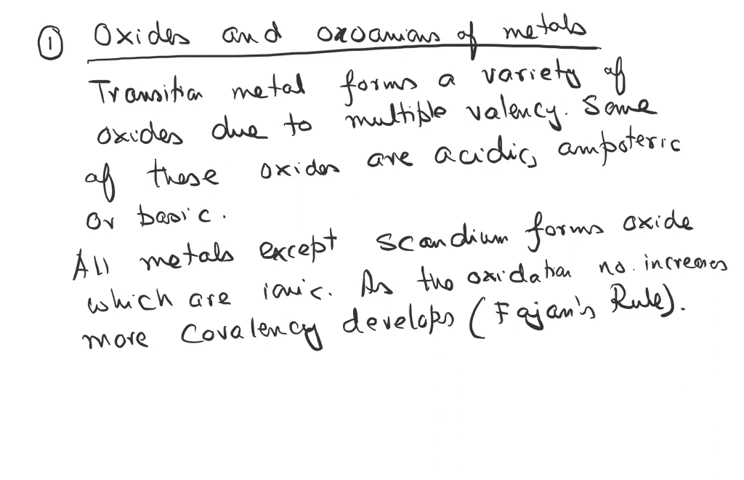 ① Oxides and oxoanions of metals
Transition metal forms a variety of
oxides due to multiple valency. Some
of these oxides are acidic, ampoteric
or basic.
All metals except scandium forms oxide
which are ionic. As the oxidation no. increases
more covalency develops (Fajan's Rule).